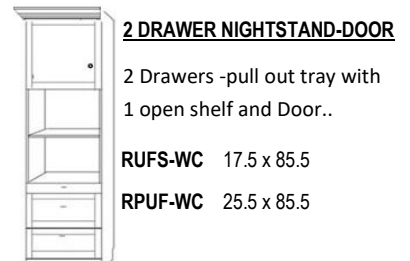 2 DRAWER NIGHTSTAND-DOOR
2 Drawers -pull out tray with
1 open shelf and Door..
RUFS-WC 17.5 x 85.5
RPUF-WC 25.5 x 85.5